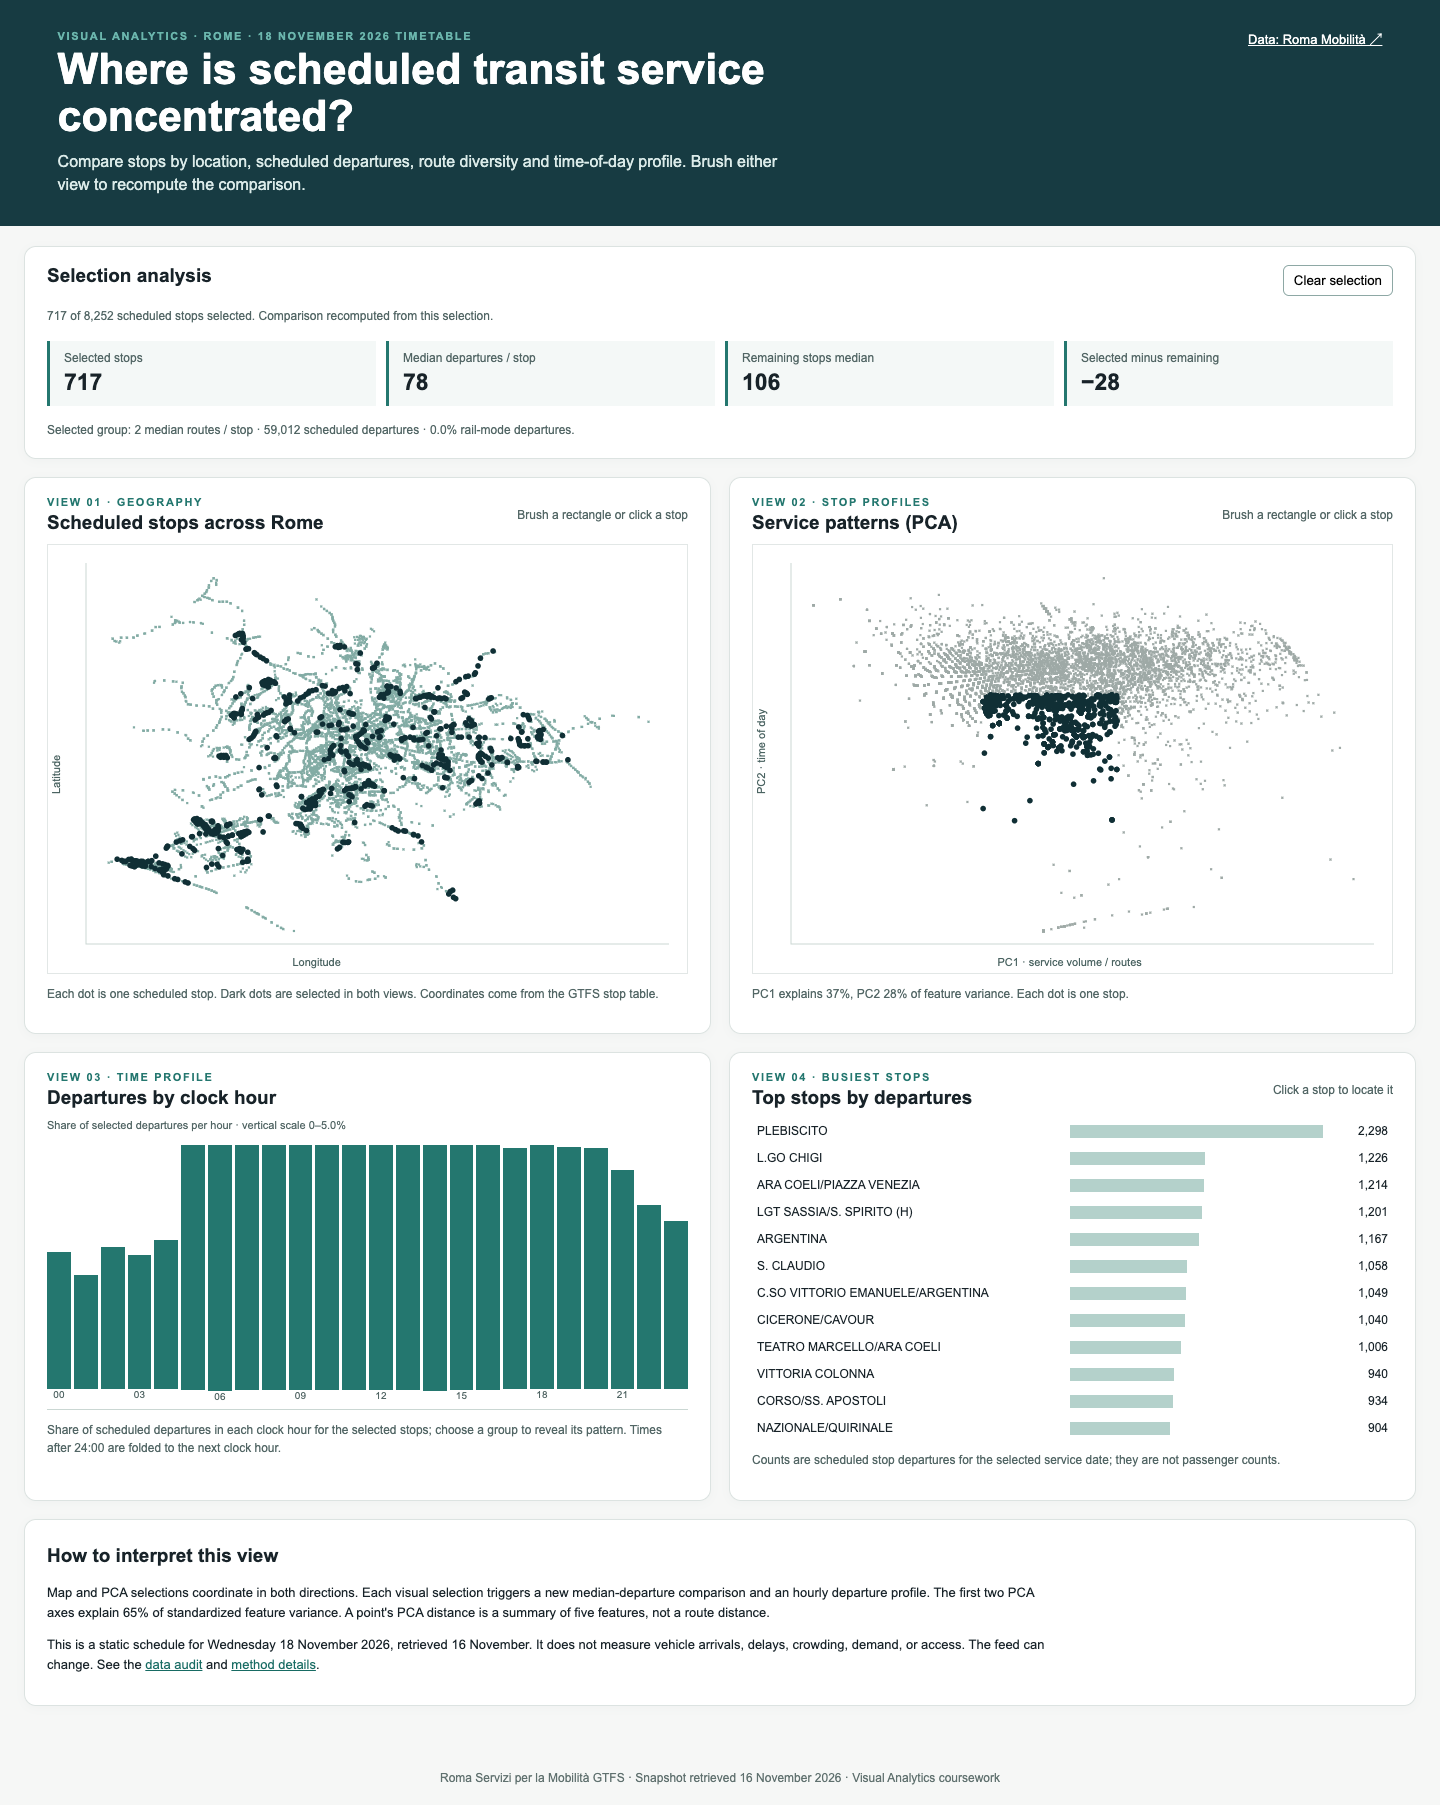 VISUAL ANALYTICS · ROME · 18 NOVEMBER 2026 TIMETABLE
Data: Roma Mobilità ↗
Where is scheduled transit service
concentrated?
Compare stops by location, scheduled departures, route diversity and time-of-day profile. Brush either
view to recompute the comparison.
Selection analysis
Clear selection
717 of 8,252 scheduled stops selected. Comparison recomputed from this selection.
Selected stops
717
Median departures / stop
78
Remaining stops median
106
Selected minus remaining
−28
Selected group: 2 median routes / stop · 59,012 scheduled departures · 0.0% rail-mode departures.
VIEW 01 · GEOGRAPHY
Scheduled stops across Rome
Brush a rectangle or click a stop
Latitude
Longitude
Each dot is one scheduled stop. Dark dots are selected in both views. Coordinates come from the GTFS stop table.
VIEW 02 · STOP PROFILES
Service patterns (PCA)
Brush a rectangle or click a stop
PC2 · time of day
PC1 · service volume / routes
PC1 explains 37%, PC2 28% of feature variance. Each dot is one stop.
VIEW 03 · TIME PROFILE
Departures by clock hour
Share of selected departures per hour · vertical scale 0–5.0%
00 03 06 09 12 15 18 21
Share of scheduled departures in each clock hour for the selected stops; choose a group to reveal its pattern. Times
after 24:00 are folded to the next clock hour.
VIEW 04 · BUSIEST STOPS
Top stops by departures
Click a stop to locate it
PLEBISCITO 2,298
L.GO CHIGI 1,226
ARA COELI/PIAZZA VENEZIA 1,214
LGT SASSIA/S. SPIRITO (H) 1,201
ARGENTINA 1,167
S. CLAUDIO 1,058
C.SO VITTORIO EMANUELE/ARGENTINA 1,049
CICERONE/CAVOUR 1,040
TEATRO MARCELLO/ARA COELI 1,006
VITTORIA COLONNA 940
CORSO/SS. APOSTOLI 934
NAZIONALE/QUIRINALE 904
Counts are scheduled stop departures for the selected service date; they are not passenger counts.
How to interpret this view
Map and PCA selections coordinate in both directions. Each visual selection triggers a new median-departure comparison and an hourly departure profile. The first two PCA
axes explain 65% of standardized feature variance. A point's PCA distance is a summary of five features, not a route distance.
This is a static schedule for Wednesday 18 November 2026, retrieved 16 November. It does not measure vehicle arrivals, delays, crowding, demand, or access. The feed can
change. See the data audit and method details.
Roma Servizi per la Mobilità GTFS · Snapshot retrieved 16 November 2026 · Visual Analytics coursework